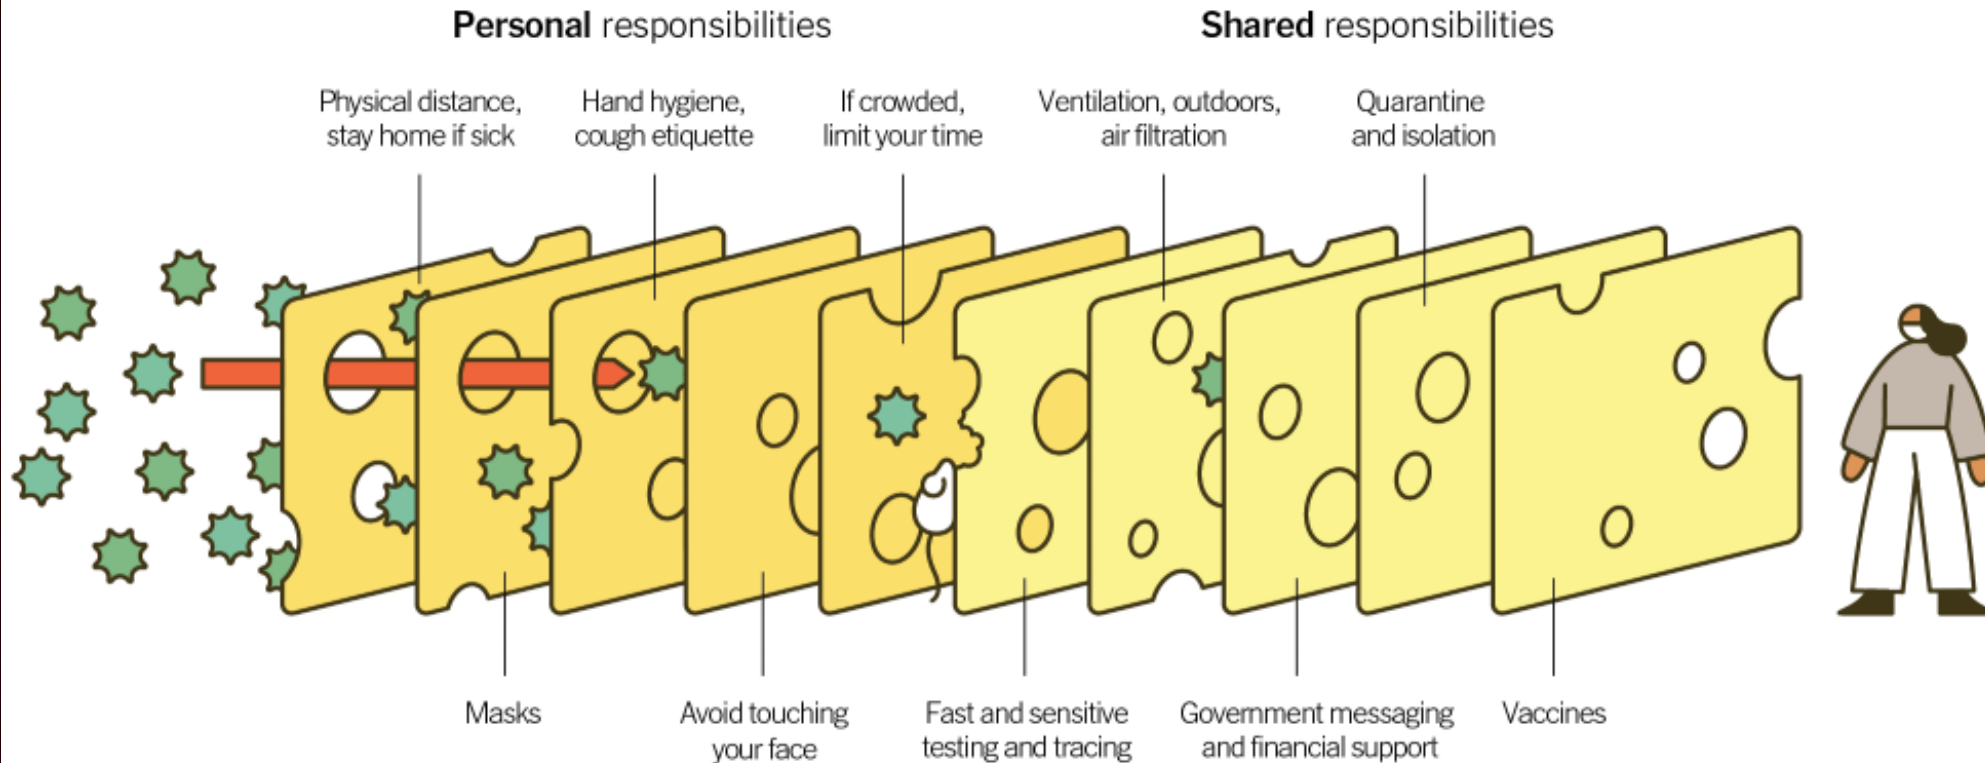 Personal responsibilities
Shared responsibilities
Physical distance,
stay home if sick
Hand hygiene,
cough etiquette
If crowded,
limit your time
Ventilation, outdoors,
air filtration
Quarantine
and isolation
Masks
Avoid touching
your face
Fast and sensitive
testing and tracing
Government messaging
and financial support
Vaccines